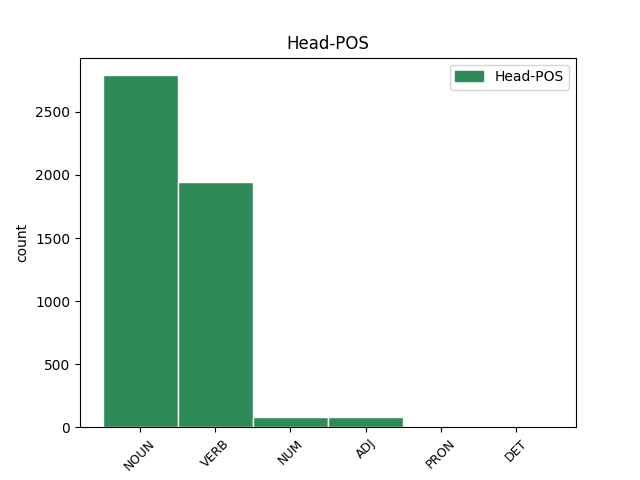 Head-POS
Head-POS
2500
2000
1500
1000
500
0
count
NOUN
VERB
NUM
ADJ
PRON
DET